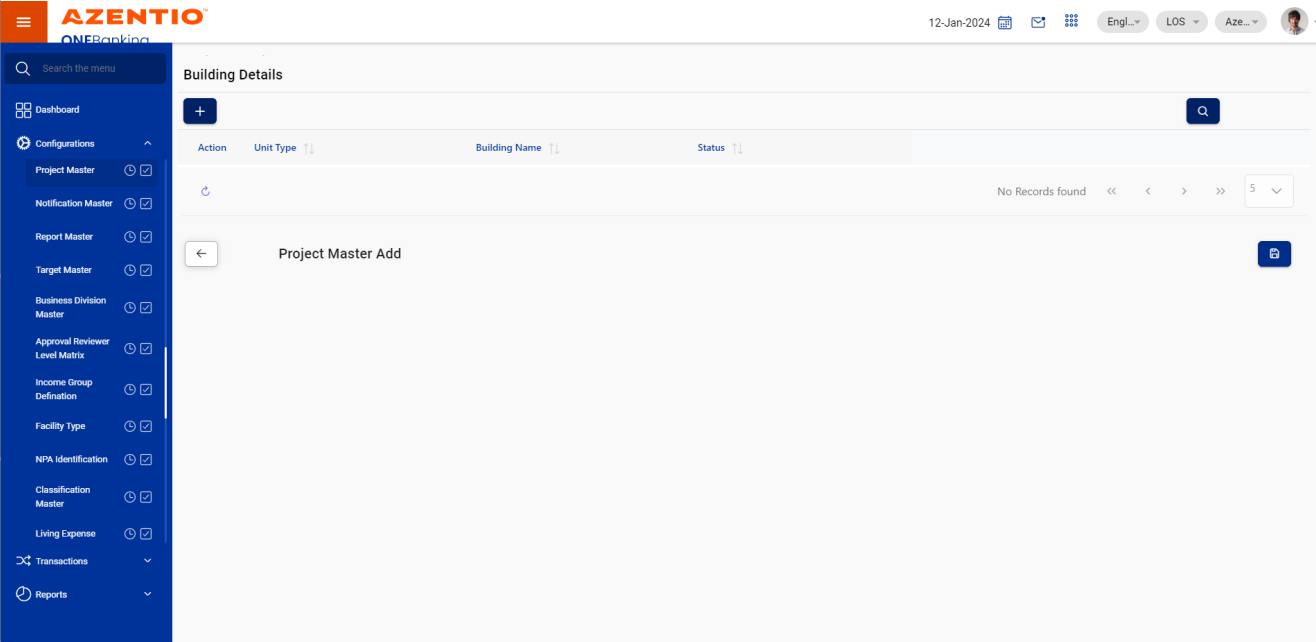 AZENTIO™
ONEBanking
12-Jan-2024
Engl...
LOS
Aze...
Search the menu
Dashboard
Configurations
Project Master
Notification Master
Report Master
Target Master
Business Division
Master
Approval Reviewer
Level Matrix
Income Group
Defination
Facility Type
NPA Identification
Classification
Master
Living Expense
Transactions
Reports
Building Details
Action Unit Type Building Name Status
No Records found
5
Project Master Add